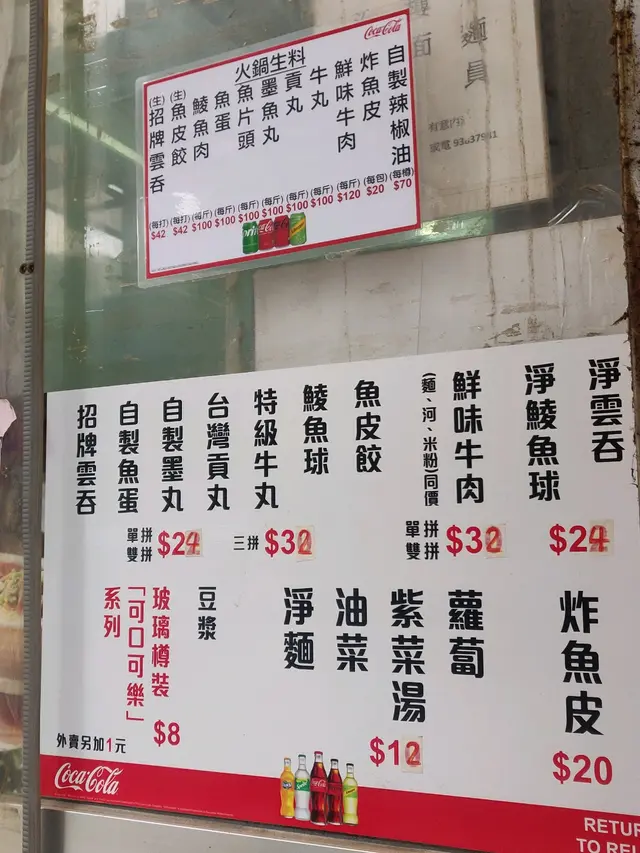 Coca-Cola
火鍋生料
自製辣椒油 (每樽) $70
炸魚皮 (每包) $20
鮮味牛肉 (每斤) $120
牛丸 (每斤) $100
貢丸 (每斤) $100
墨魚丸 (每斤) $100
魚片頭 (每斤) $100
魚蛋 (每斤) $100
鯪魚肉 (每斤) $100
(生)魚皮餃 (每打) $42
(生)招牌雲吞 (每打) $42
麵員
有意內洽
淨雲吞
淨鯪魚球
$24
鮮味牛肉
(麵、河、米粉)同價
單拼
雙拼
$32
魚皮餃
鯪魚球
特級牛丸
台灣貢丸
自製墨丸
自製魚蛋
招牌雲吞
三拼 $32
單拼
雙拼
$24
炸魚皮
$20
蘿蔔
紫菜湯
油菜
淨麵
$12
豆漿
玻璃樽裝
「可口可樂」
系列
$8
外賣另加1元
Coca-Cola